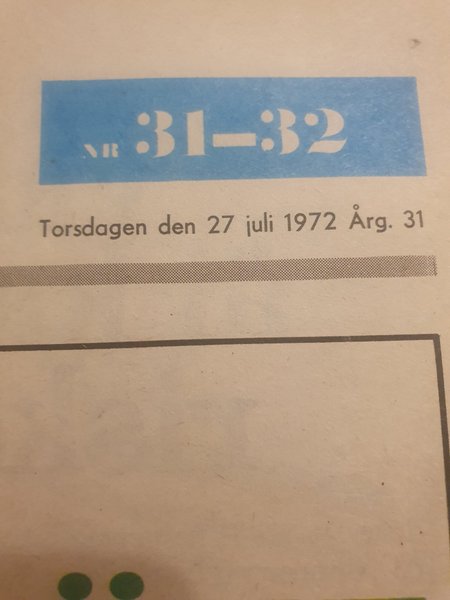 NR 31–32
Torsdagen den 27 juli 1972 Årg. 31